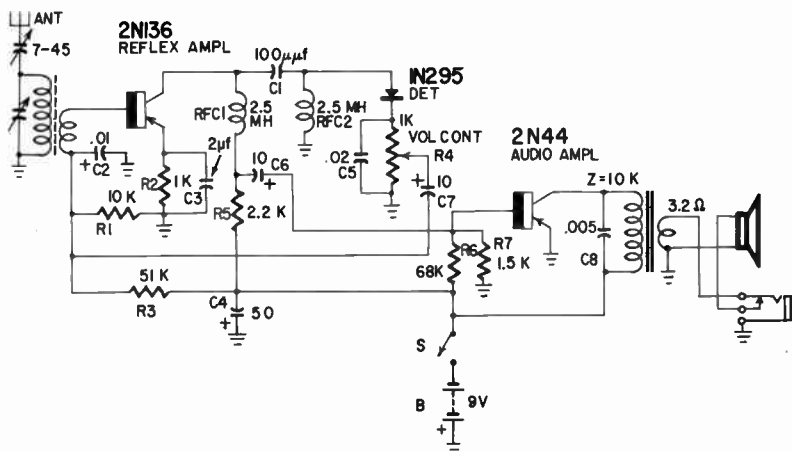 ANT
7-45
2N136
REFLEX AMPL
100µµf
C1
1N295
DET
RFC1
2.5
MH
2.5 MH
RFC2
1K
VOL CONT
R4
.02
C5
2µf
.01
+
C2
R2
1K
C3
10
C6
+
+
10
C7
2N44
AUDIO AMPL
Z=10 K
3.2 Ω
.005
C8
10 K
R1
R5
2.2 K
R6
68K
R7
1.5 K
51 K
R3
C4
+
50
S
B
9V
+